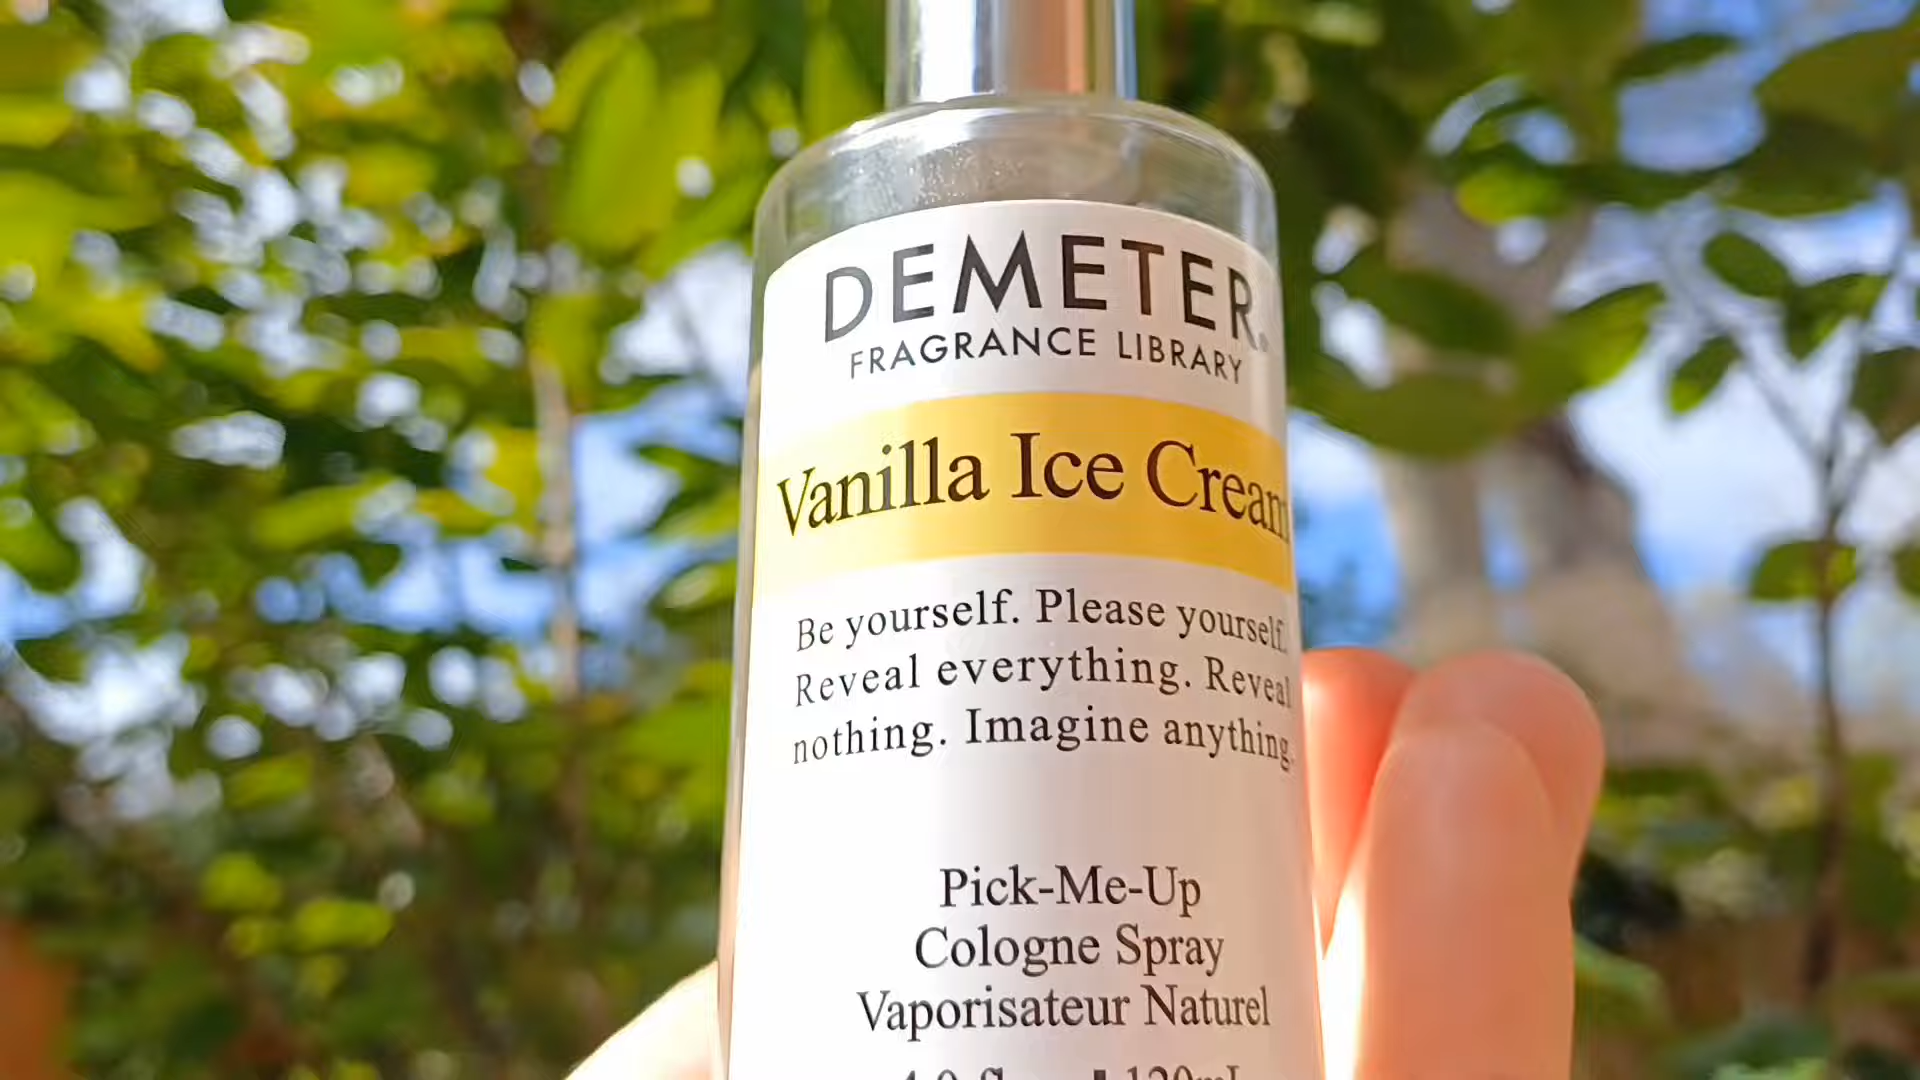 DEMETER®
FRAGRANCE LIBRARY
Vanilla Ice Cream
Be yourself. Please yourself.
Reveal everything. Reveal
nothing. Imagine anything.
Pick-Me-Up
Cologne Spray
Vaporisateur Naturel